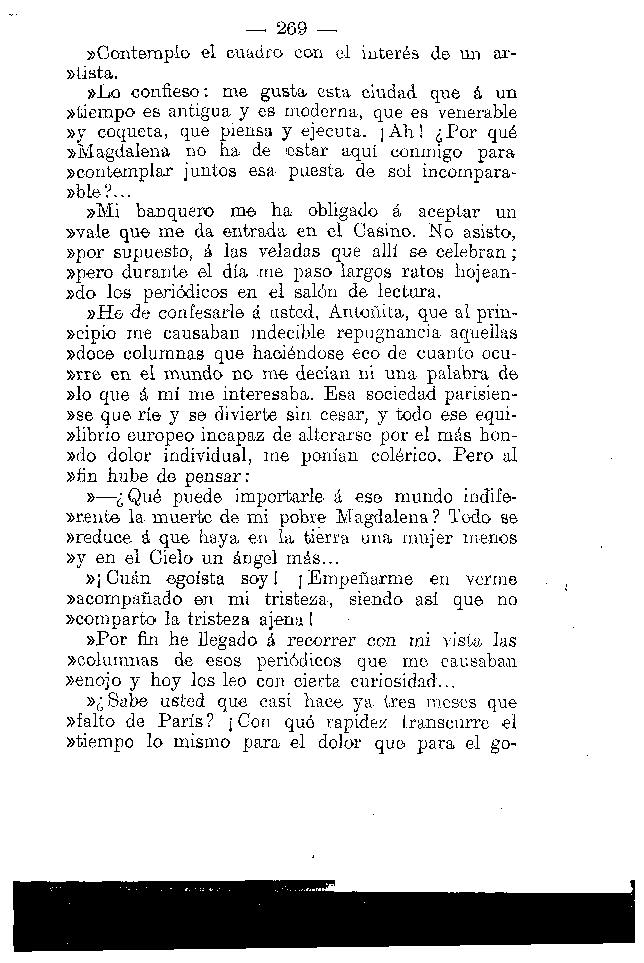 — 269 —
»Contemplo el cuadro con el interés de un ar-
»tista.
»Lo confieso: me gusta esta ciudad que á un
»tiempo es antigua y es moderna, que es venerable
»y coqueta, que piensa y ejecuta. ¡Ah! ¿Por qué
»Magdalena no ha de estar aquí conmigo para
»contemplar juntos esa puesta de sol incompara-
»ble?...
»Mi banquero me ha obligado á aceptar un
»vale que me da entrada en el Casino. No asisto,
»por supuesto, á las veladas que allí se celebran;
»pero durante el día me paso largos ratos hojean-
»do los periódicos en el salón de lectura.
»He de confesarle á usted, Antoñita, que al prin-
»cipio me causaban indecible repugnancia aquellas
»doce columnas que haciéndose eco de cuanto ocu-
»rre en el mundo no me decían ni una palabra de
»lo que á mí me interesaba. Esa sociedad parisien-
»se que ríe y se divierte sin cesar, y todo ese equi-
»librio europeo incapaz de alterarse por el más hon-
»do dolor individual, me ponían colérico. Pero al
»fin hube de pensar:
»—¿Qué puede importarle á ese mundo indife-
»rente la muerte de mi pobre Magdalena? Todo se
»reduce á que haya en la tierra una mujer menos
»y en el Cielo un ángel más...
»¡Cuán egoísta soy! ¡Empeñarme en verme
»acompañado en mi tristeza, siendo así que no
»comparto la tristeza ajena!
»Por fin he llegado á recorrer con mi vista las
»columnas de esos periódicos que me causaban
»enojo y hoy los leo con cierta curiosidad...
»¿Sabe usted que casi hace ya tres meses que
»falto de París? ¡Con qué rapidez transcurre el
»tiempo lo mismo para el dolor que para el go-